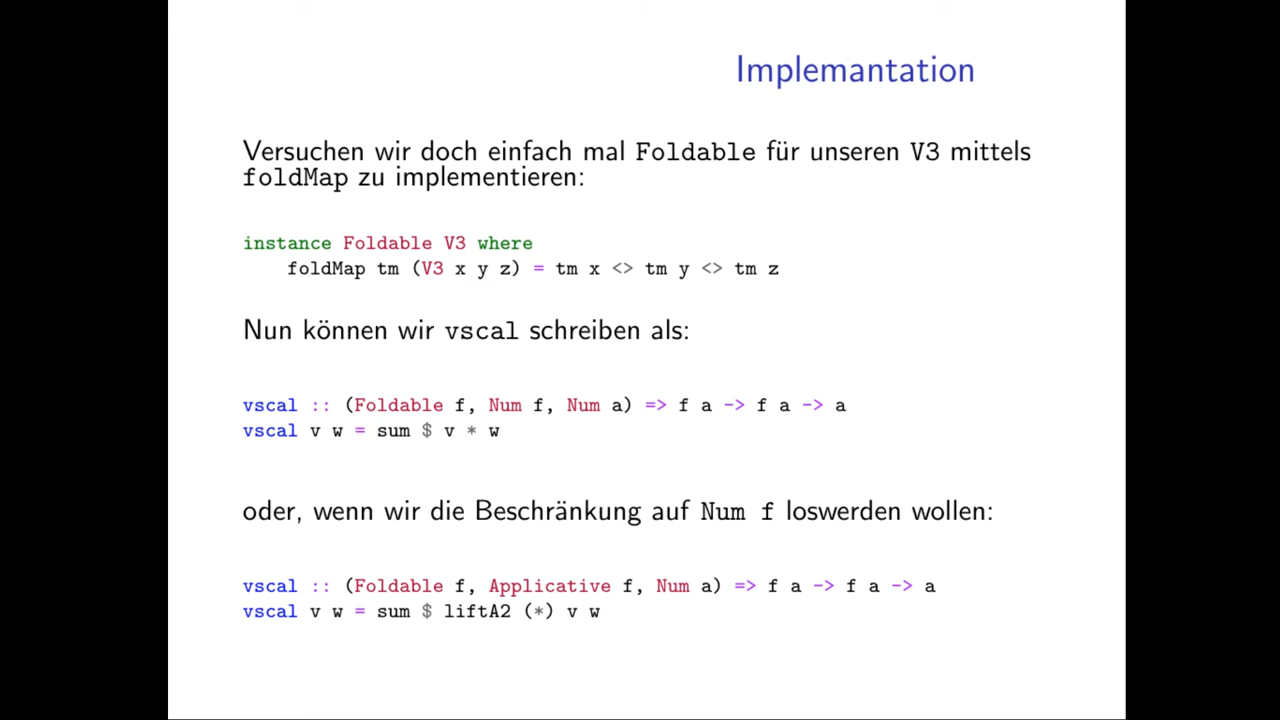 Implemantation
Versuchen wir doch einfach mal Foldable für unseren V3 mittels
foldMap zu implementieren:
instance Foldable V3 where
    foldMap tm (V3 x y z) = tm x <> tm y <> tm z
Nun können wir vscal schreiben als:
vscal :: (Foldable f, Num f, Num a) => f a -> f a -> a
vscal v w = sum $ v * w
oder, wenn wir die Beschränkung auf Num f loswerden wollen:
vscal :: (Foldable f, Applicative f, Num a) => f a -> f a -> a
vscal v w = sum $ liftA2 (*) v w